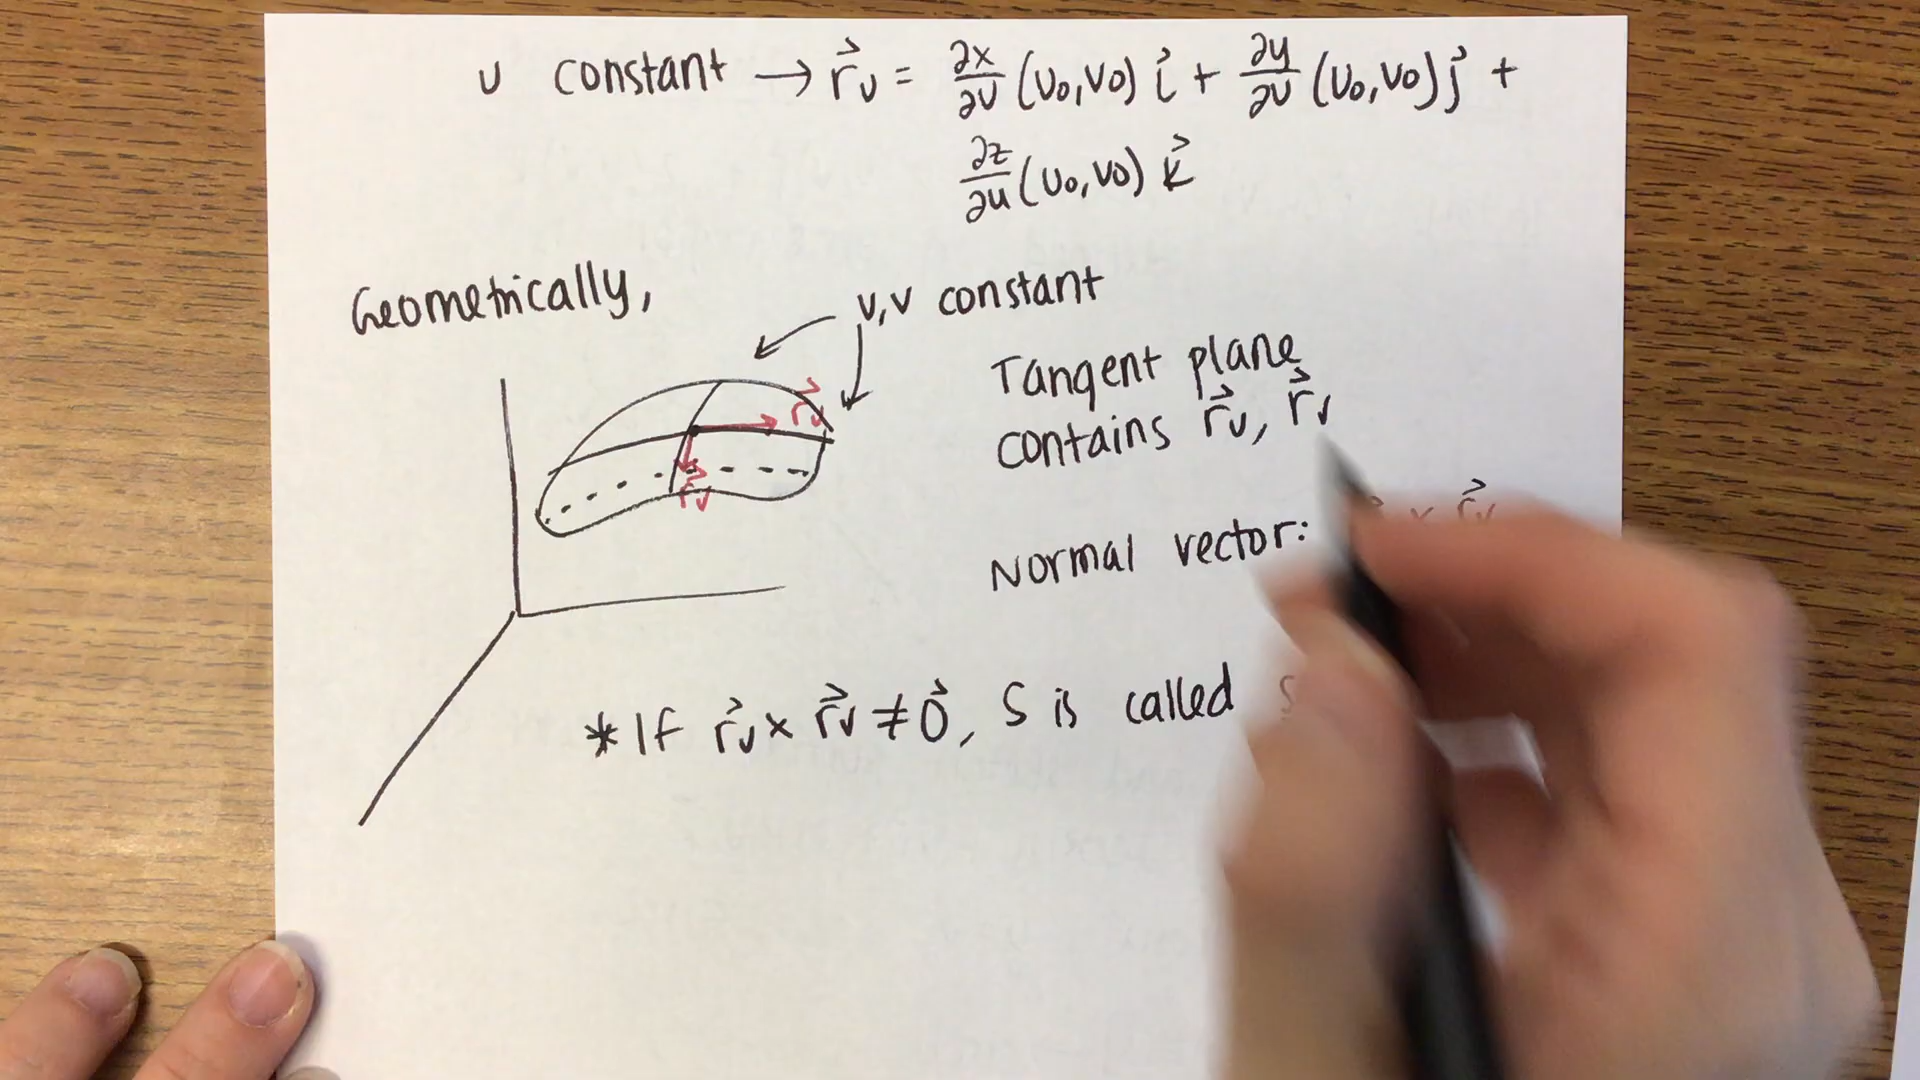 u constant → r⃗v = ∂x/∂v (u₀,v₀) i⃗ + ∂y/∂v (u₀,v₀) j⃗ +
∂z/∂u (u₀,v₀) k⃗
Geometrically,
u,v constant
r⃗u
r⃗v
Tangent plane
contains r⃗u, r⃗v
Normal vector: × r⃗v
*If r⃗u × r⃗v ≠ 0⃗, S is called